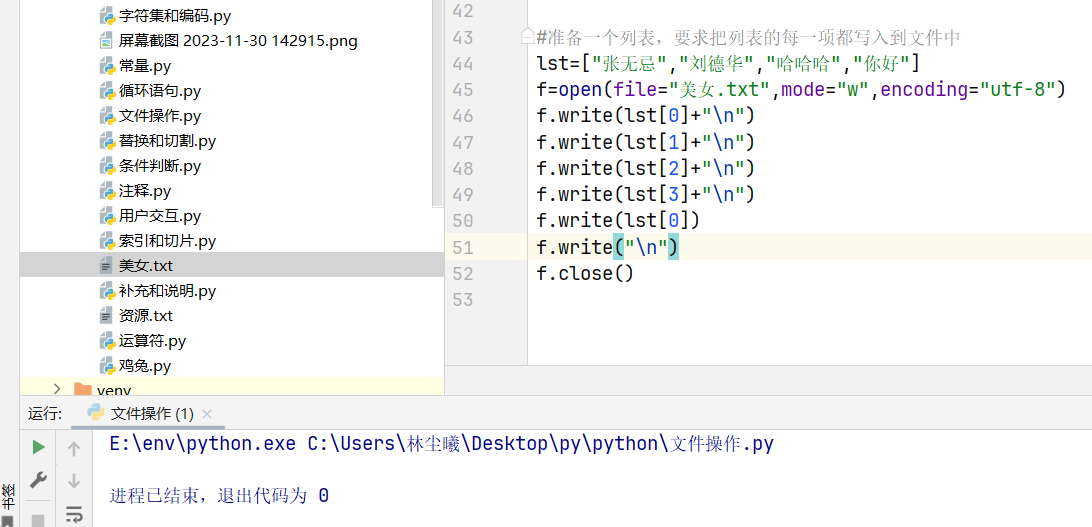 字符集和编码.py
屏幕截图 2023-11-30 142915.png
常量.py
循环语句.py
文件操作.py
替换和切割.py
条件判断.py
注释.py
用户交互.py
索引和切片.py
美女.txt
补充和说明.py
资源.txt
运算符.py
鸡兔.py
venv
42
43 #准备一个列表，要求把列表的每一项都写入到文件中
44 lst=["张无忌","刘德华","哈哈哈","你好"]
45 f=open(file="美女.txt",mode="w",encoding="utf-8")
46 f.write(lst[0]+"\n")
47 f.write(lst[1]+"\n")
48 f.write(lst[2]+"\n")
49 f.write(lst[3]+"\n")
50 f.write(lst[0])
51 f.write("\n")
52 f.close()
53
运行: 文件操作 (1)
E:\env\python.exe C:\Users\林尘曦\Desktop\py\python\文件操作.py
进程已结束，退出代码为 0
书签